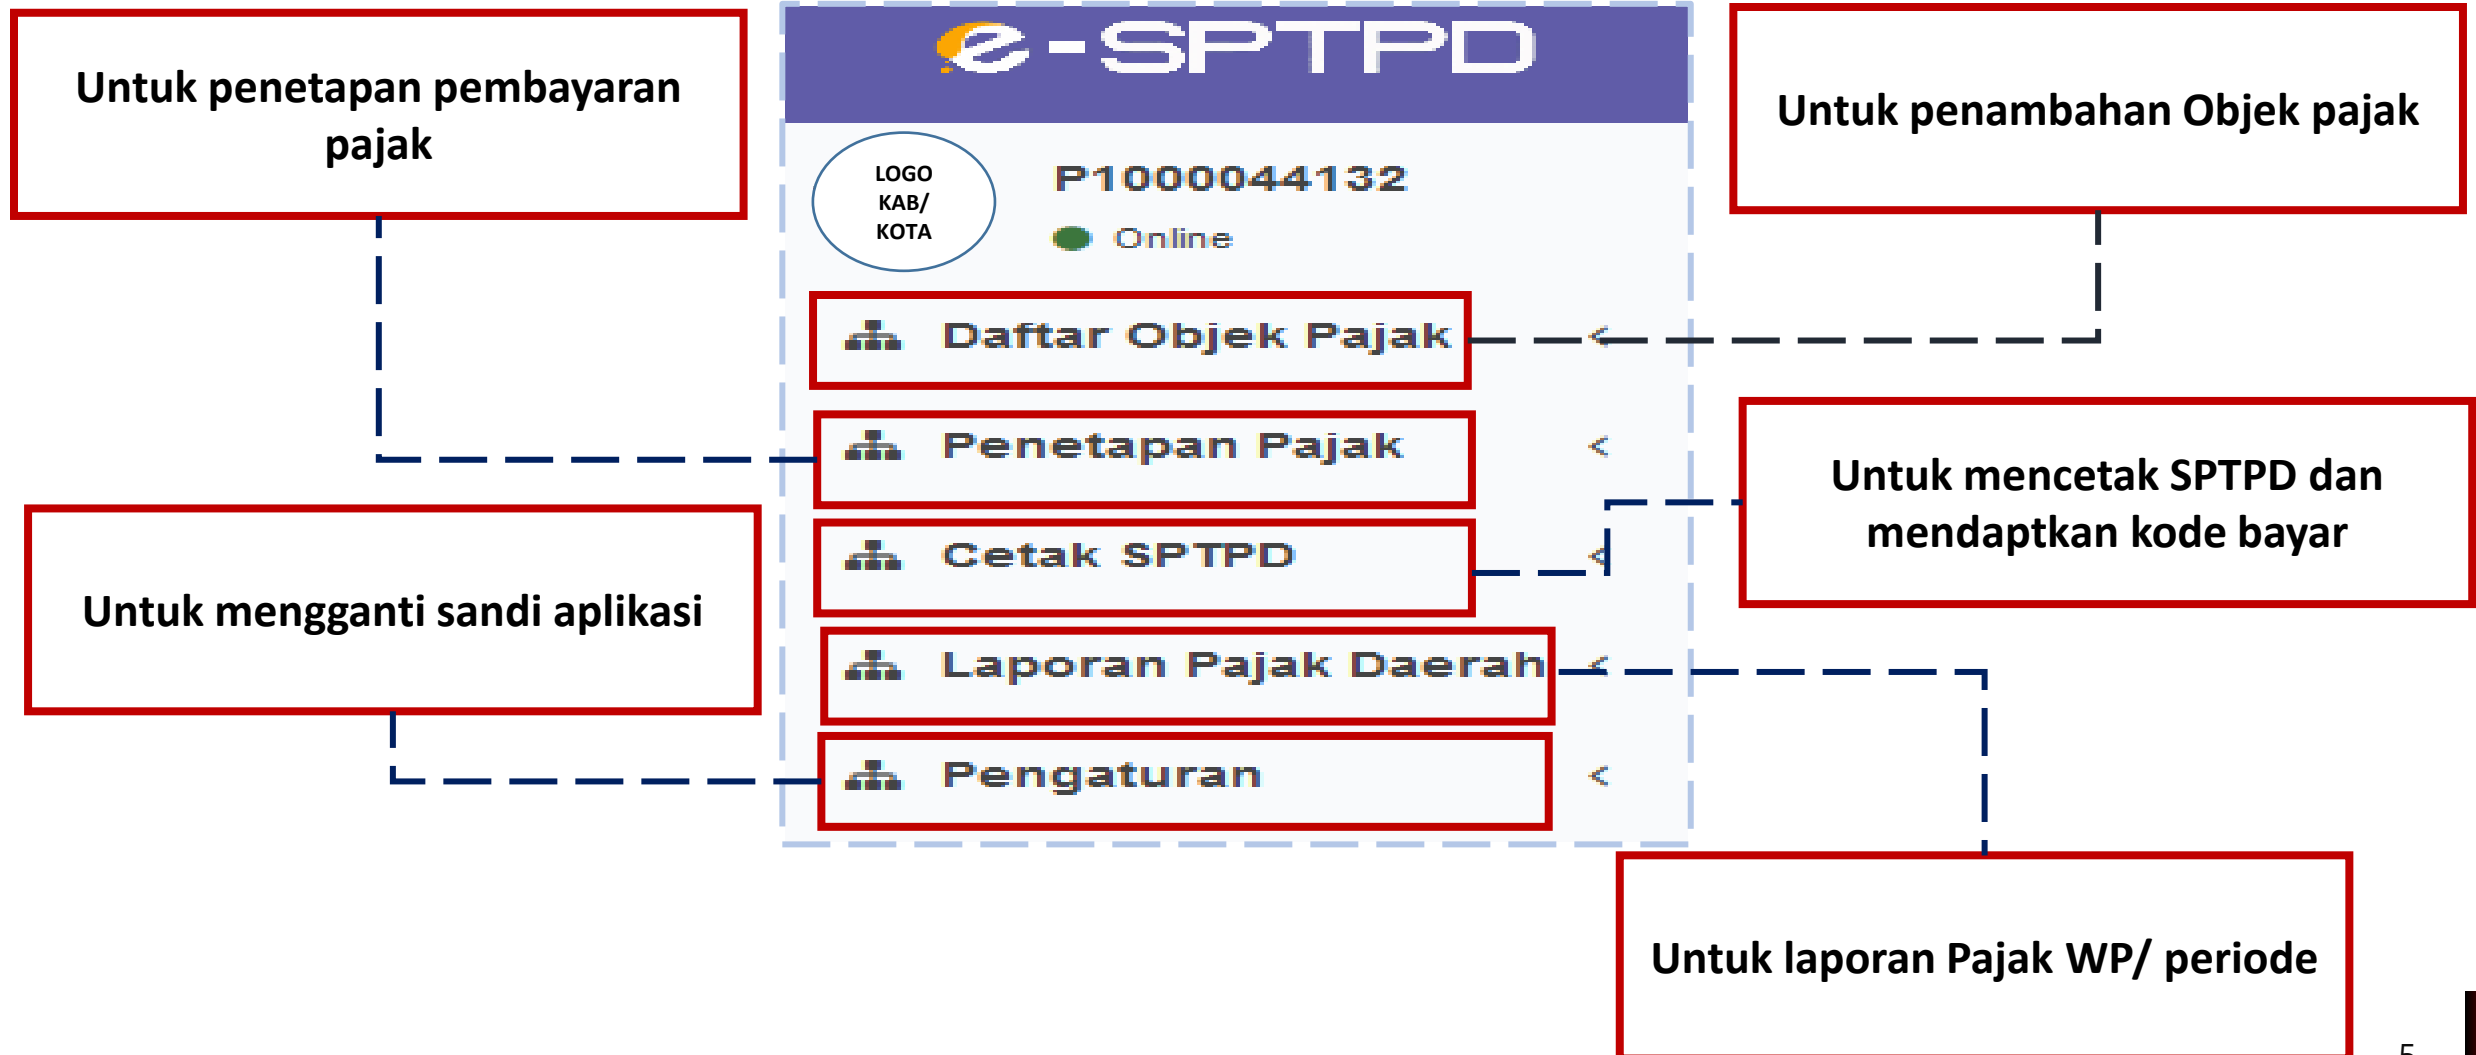 Untuk penetapan pembayaran
pajak
Untuk mengganti sandi aplikasi
e-SPTPD
LOGO
KAB/
KOTA
P1000044132
Online
Daftar Objek Pajak <
Penetapan Pajak <
Cetak SPTPD <
Laporan Pajak Daerah <
Pengaturan <
Untuk penambahan Objek pajak
Untuk mencetak SPTPD dan
mendaptkan kode bayar
Untuk laporan Pajak WP/ periode
5